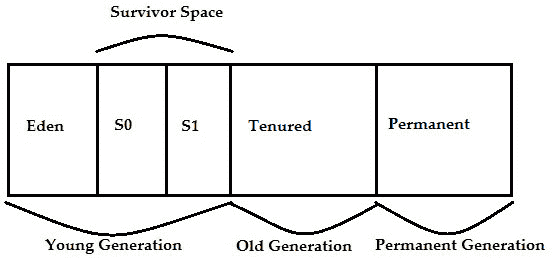 Survivor Space
Eden
S0
S1
Tenured
Permanent
Young Generation
Old Generation
Permanent Generation